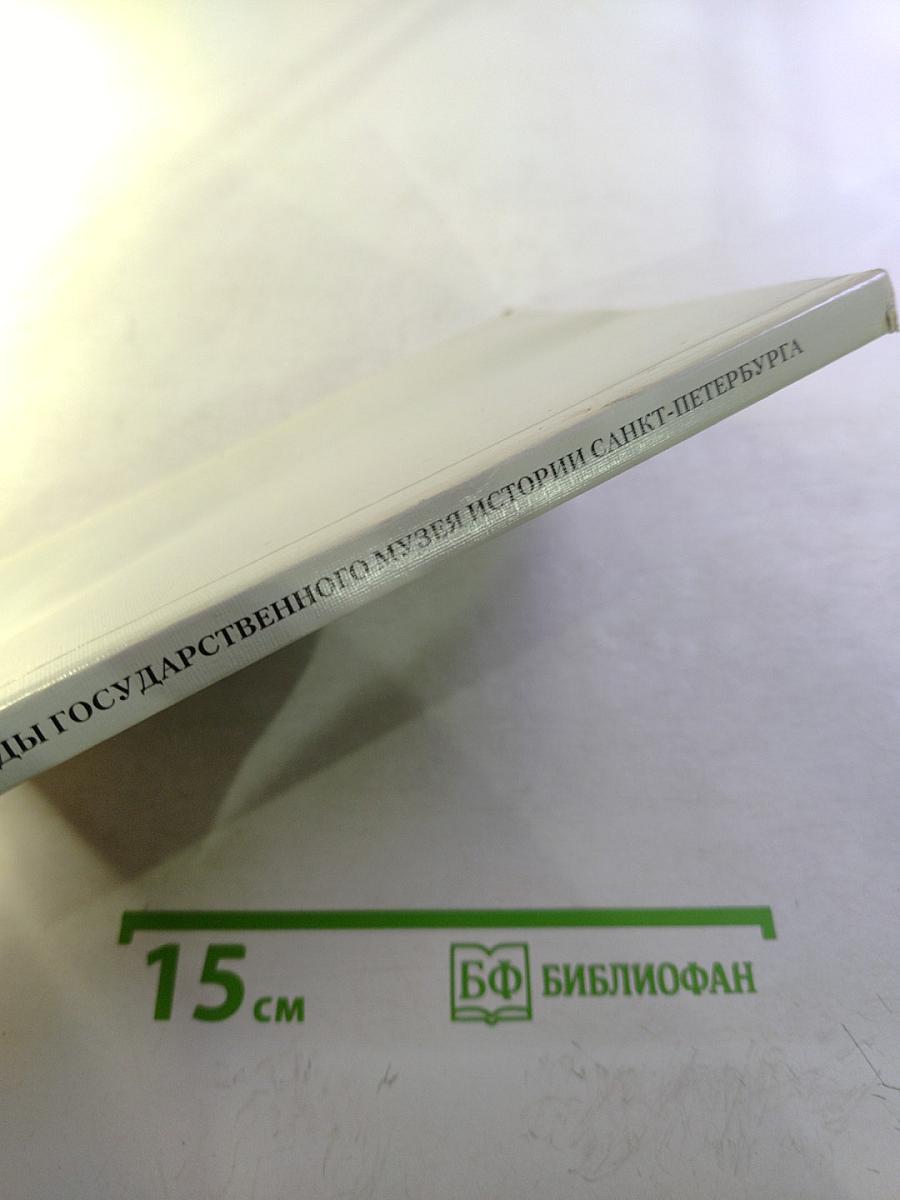 ДЫ ГОСУДАРСТВЕННОГО МУЗЕЯ ИСТОРИИ САНКТ-ПЕТЕРБУРГА
15 см
БФ БИБЛИОФАН